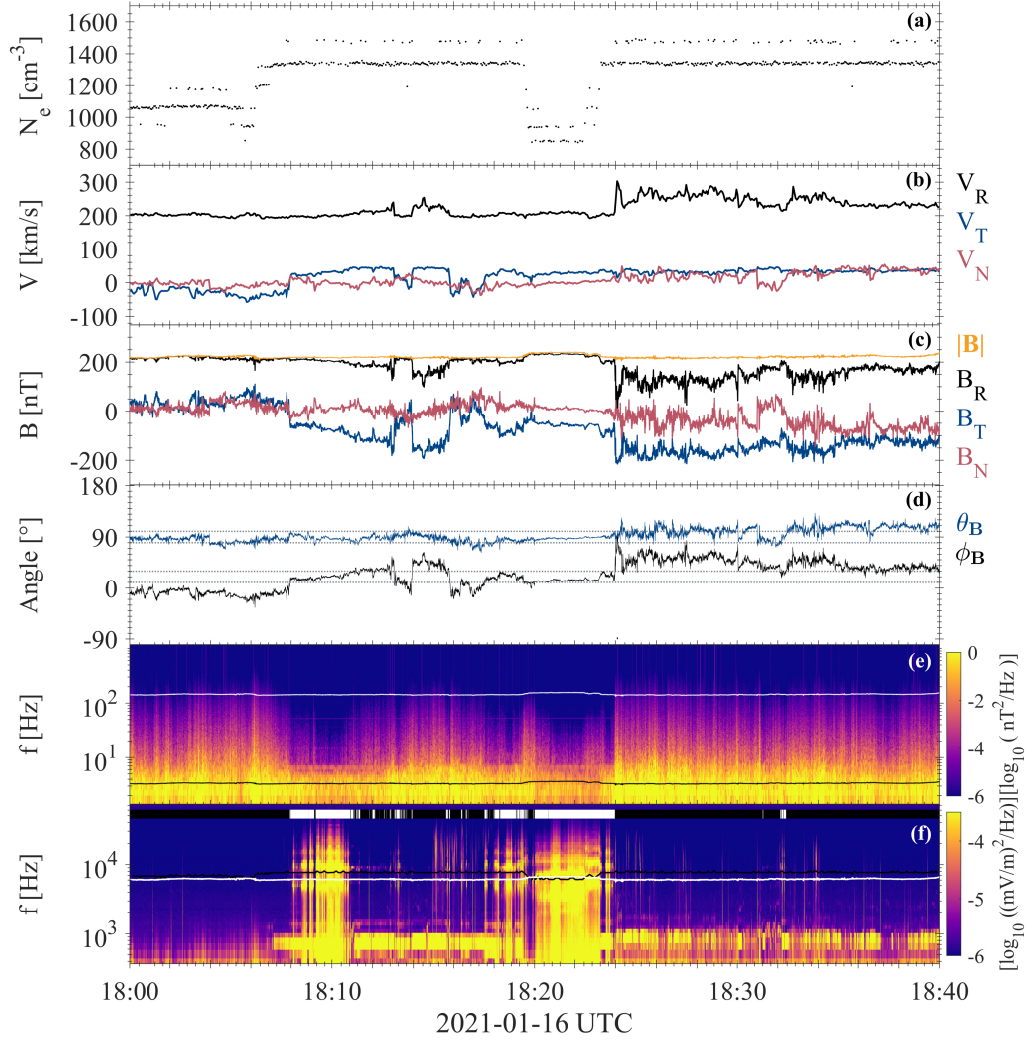 (a)
N_e [cm^-3]
1600
1400
1200
1000
800
(b)
V [km/s]
300
200
100
0
-100
V_R
V_T
V_N
(c)
B [nT]
200
0
-200
|B|
B_R
B_T
B_N
(d)
Angle [°]
180
90
0
-90
θ_B
ϕ_B
(e)
f [Hz]
10^2
10^1
0
-2
-4
-6
[log_10( nT^2/Hz)]
(f)
f [Hz]
10^4
10^3
-4
-5
-6
[log_10((mV/m)^2/Hz)]
18:00 18:10 18:20 18:30 18:40
2021-01-16 UTC